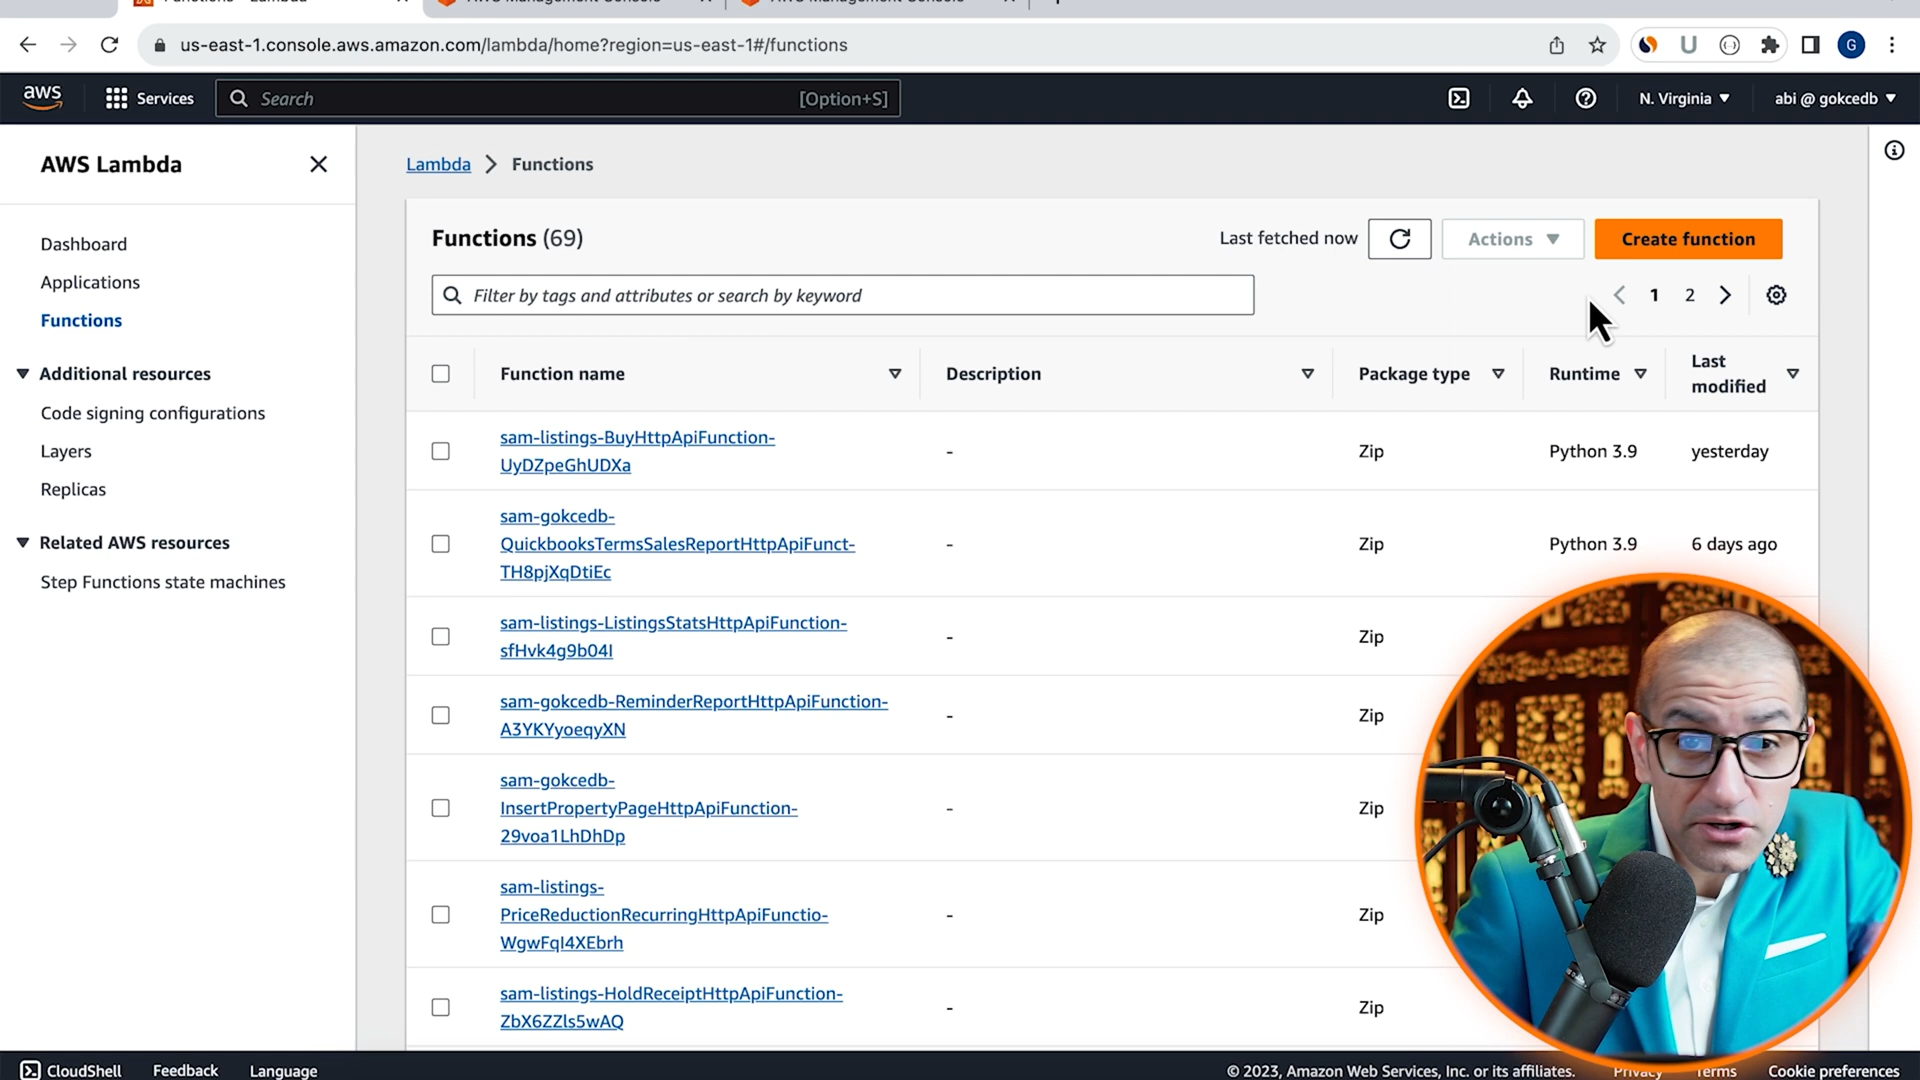 us-east-1.console.aws.amazon.com/lambda/home?region=us-east-1#/functions
G
aws
Services
Search
[Option+S]
N. Virginia
abi @ gokcedb
AWS Lambda
Dashboard
Applications
Functions
Additional resources
Code signing configurations
Layers
Replicas
Related AWS resources
Step Functions state machines
Lambda
Functions
Functions (69)
Last fetched now
Actions
Create function
Filter by tags and attributes or search by keyword
1
2
Function name
Description
Package type
Runtime
Last
modified
sam-listings-BuyHttpApiFunction-
UyDZpeGhUDXa
-
Zip
Python 3.9
yesterday
sam-gokcedb-
QuickbooksTermsSalesReportHttpApiFunct-
TH8pjXqDtiEc
-
Zip
Python 3.9
6 days ago
sam-listings-ListingsStatsHttpApiFunction-
sfHvk4g9b04I
-
Zip
sam-gokcedb-ReminderReportHttpApiFunction-
A3YKYyoeqyXN
-
Zip
sam-gokcedb-
InsertPropertyPageHttpApiFunction-
29voa1LhDhDp
-
Zip
sam-listings-
PriceReductionRecurringHttpApiFunctio-
WgwFqI4XEbrh
-
Zip
sam-listings-HoldReceiptHttpApiFunction-
ZbX6ZZls5wAQ
-
Zip
CloudShell
Feedback
Language
© 2023, Amazon Web Services, Inc. or its affiliates.
Privacy
Terms
Cookie preferences